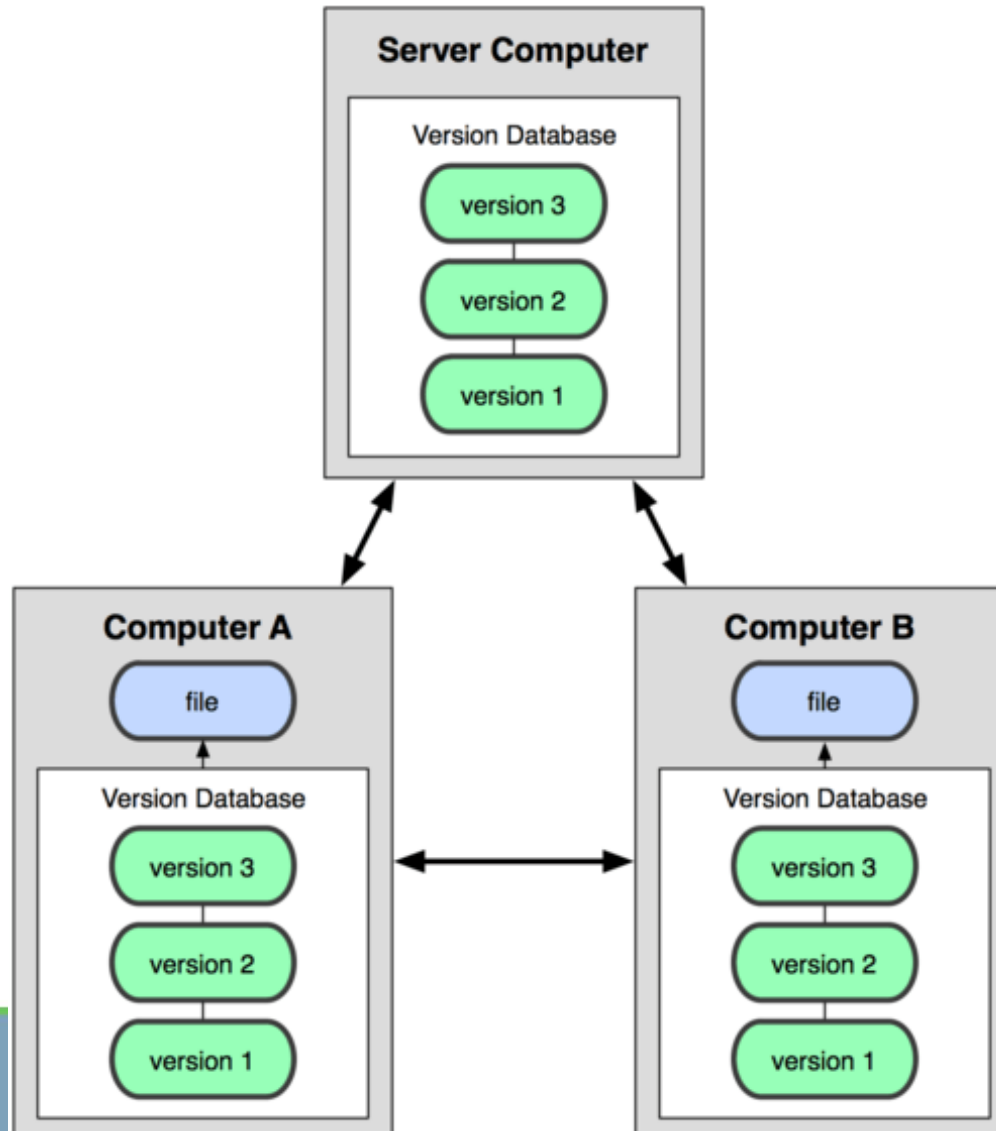 Server Computer
Version Database
version 3
version 2
version 1
Computer A
file
Version Database
version 3
version 2
version 1
Computer B
file
Version Database
version 3
version 2
version 1